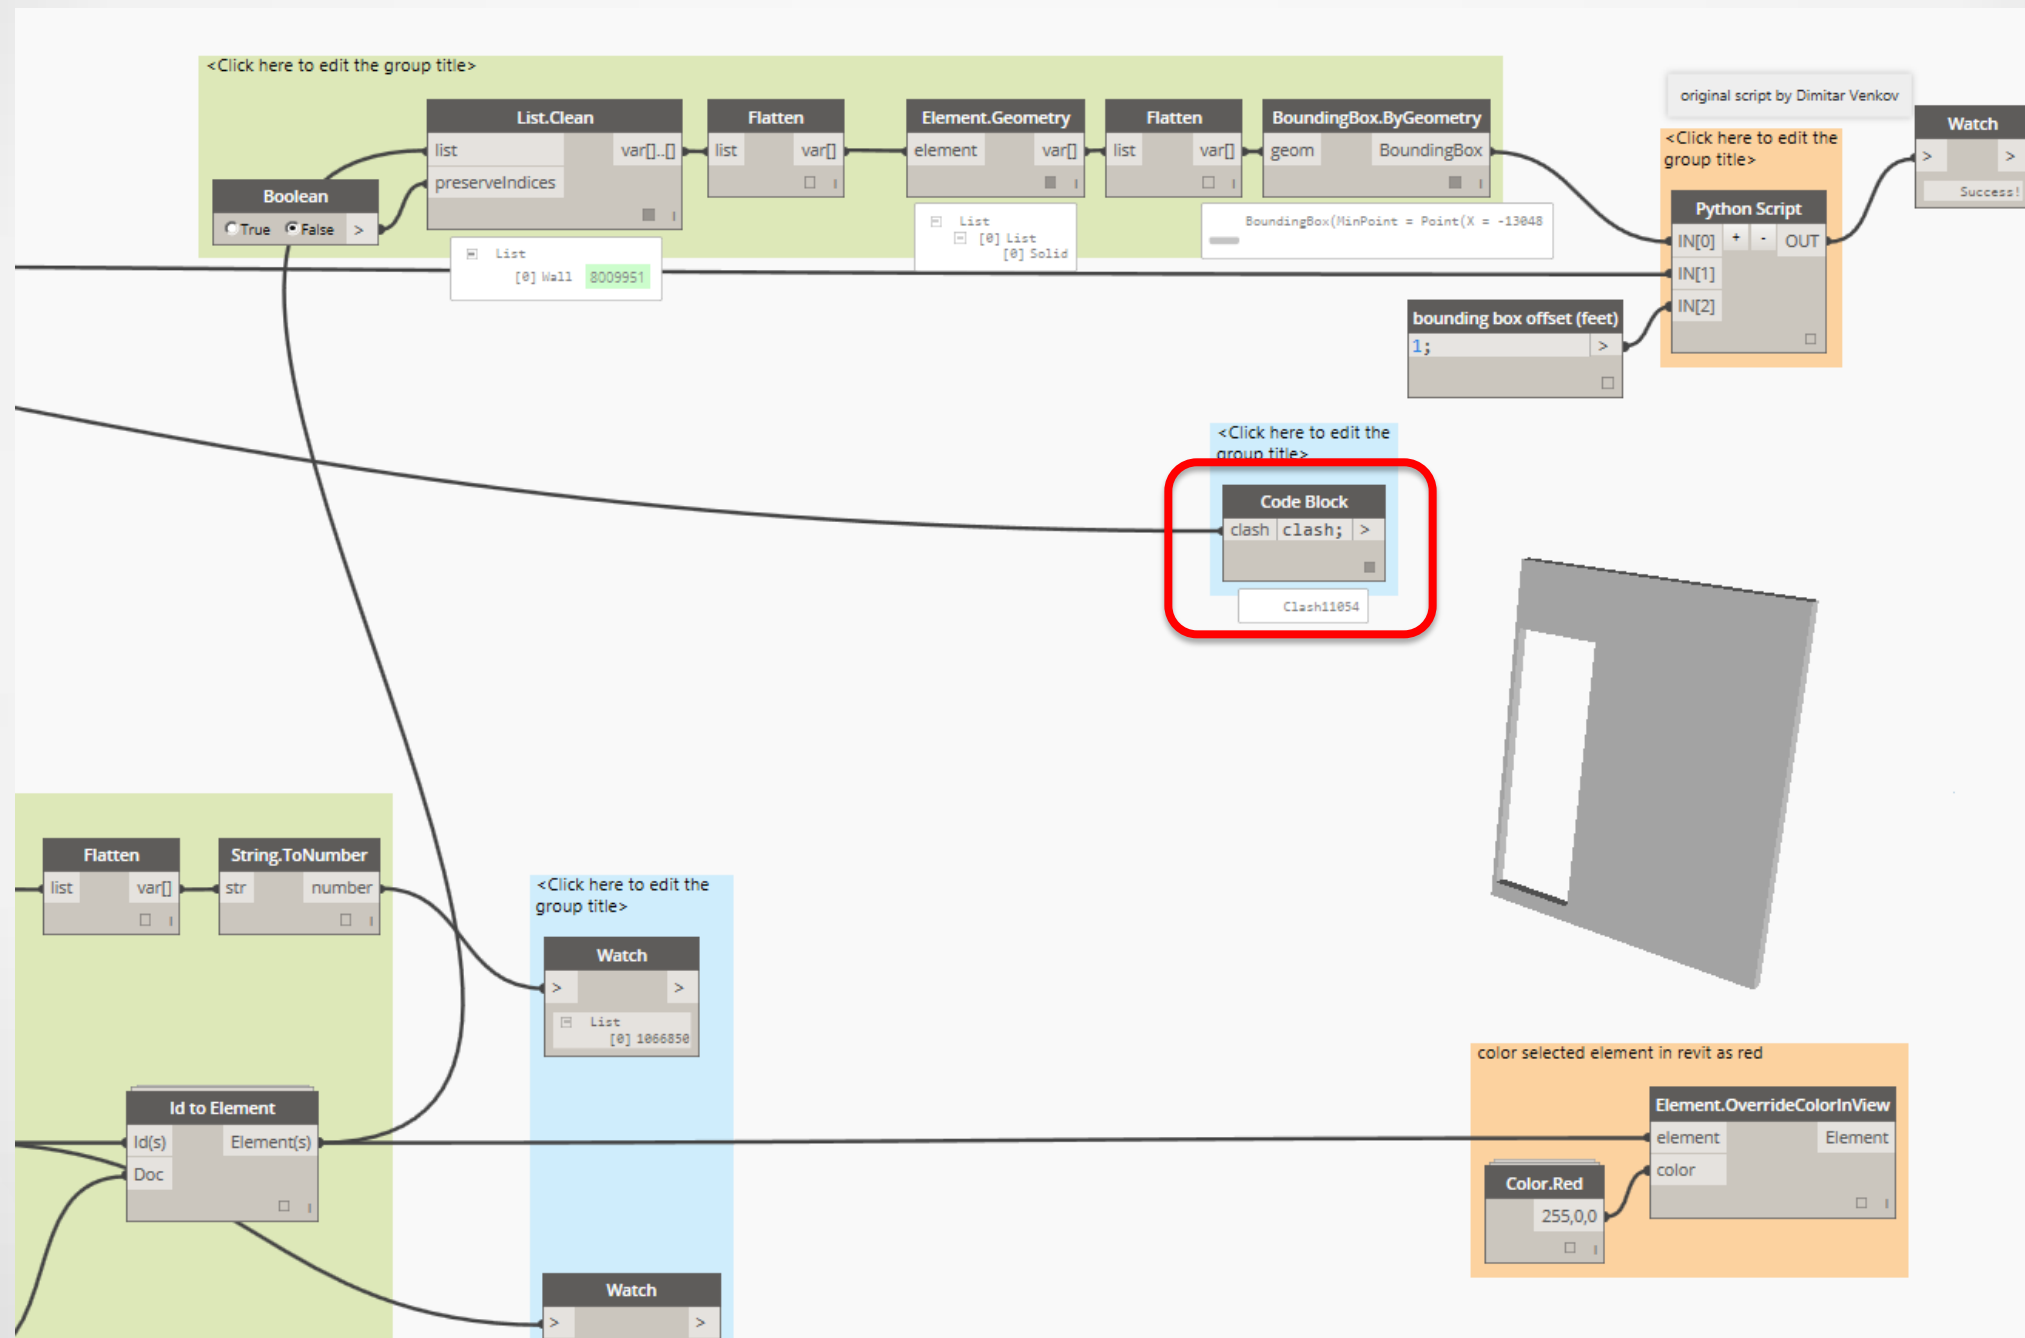 <Click here to edit the group title>
List.Clean
list
var[]..[]
preserveIndices
Flatten
list
var[]
Element.Geometry
element
var[]
Flatten
list
var[]
BoundingBox.ByGeometry
geom
BoundingBox
Boolean
True
False
>
List
[0] Wall
8009951
List
[0] List
[0] Solid
BoundingBox(MinPoint = Point(X = -13048
original script by Dimitar Venkov
<Click here to edit the
group title>
Python Script
IN[0]
+
-
OUT
IN[1]
IN[2]
Watch
>
>
Success!
bounding box offset (feet)
1;
>
<Click here to edit the
group title>
Code Block
clash
clash;
>
Clash11054
Flatten
list
var[]
String.ToNumber
str
number
<Click here to edit the
group title>
Watch
>
>
List
[0] 1066850
Id to Element
Id(s)
Element(s)
Doc
Watch
>
>
color selected element in revit as red
Element.OverrideColorInView
element
Element
color
Color.Red
255,0,0